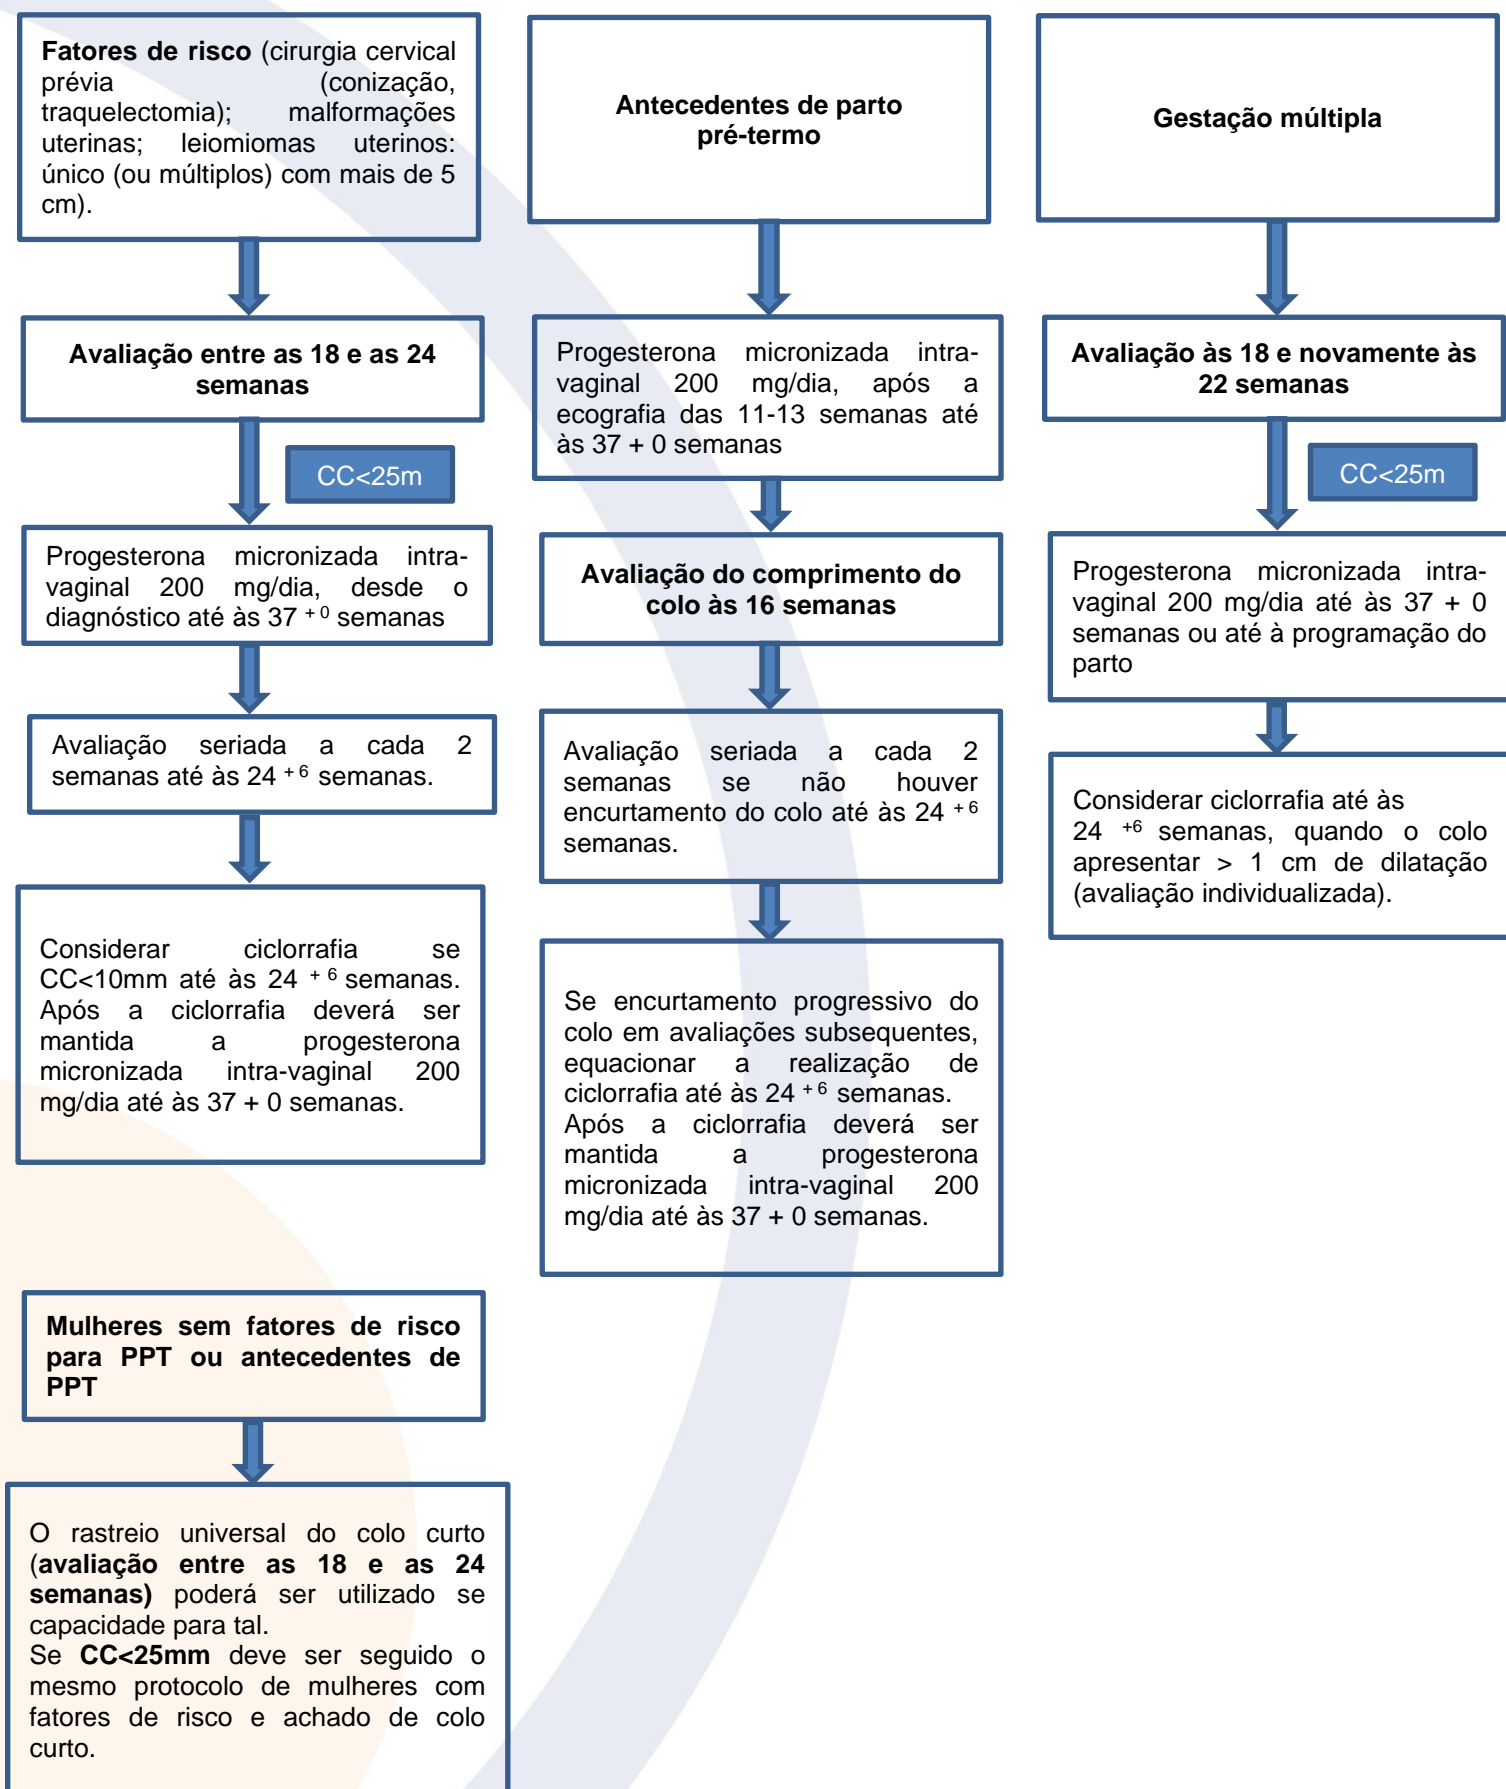 Fatores de risco (cirurgia cervical
prévia (conização,
traquelectomia); malformações
uterinas; leiomiomas uterinos:
único (ou múltiplos) com mais de 5
cm).
Avaliação entre as 18 e as 24
semanas
CC<25m
Progesterona micronizada intra-
vaginal 200 mg/dia, desde o
diagnóstico até às 37 + 0 semanas
Avaliação seriada a cada 2
semanas até às 24 + 6 semanas.
Considerar ciclorrafia se
CC<10mm até às 24 + 6 semanas.
Após a ciclorrafia deverá ser
mantida a progesterona
micronizada intra-vaginal 200
mg/dia até às 37 + 0 semanas.
Antecedentes de parto
pré-termo
Progesterona micronizada intra-
vaginal 200 mg/dia, após a
ecografia das 11-13 semanas até
às 37 + 0 semanas
Avaliação do comprimento do
colo às 16 semanas
Avaliação seriada a cada 2
semanas se não houver
encurtamento do colo até às 24 + 6
semanas.
Se encurtamento progressivo do
colo em avaliações subsequentes,
equacionar a realização de
ciclorrafia até às 24 + 6 semanas.
Após a ciclorrafia deverá ser
mantida a progesterona
micronizada intra-vaginal 200
mg/dia até às 37 + 0 semanas.
Gestação múltipla
Avaliação às 18 e novamente às
22 semanas
CC<25m
Progesterona micronizada intra-
vaginal 200 mg/dia até às 37 + 0
semanas ou até à programação do
parto
Considerar ciclorrafia até às
24 +6 semanas, quando o colo
apresentar > 1 cm de dilatação
(avaliação individualizada).
Mulheres sem fatores de risco
para PPT ou antecedentes de
PPT
O rastreio universal do colo curto
(avaliação entre as 18 e as 24
semanas) poderá ser utilizado se
capacidade para tal.
Se CC<25mm deve ser seguido o
mesmo protocolo de mulheres com
fatores de risco e achado de colo
curto.